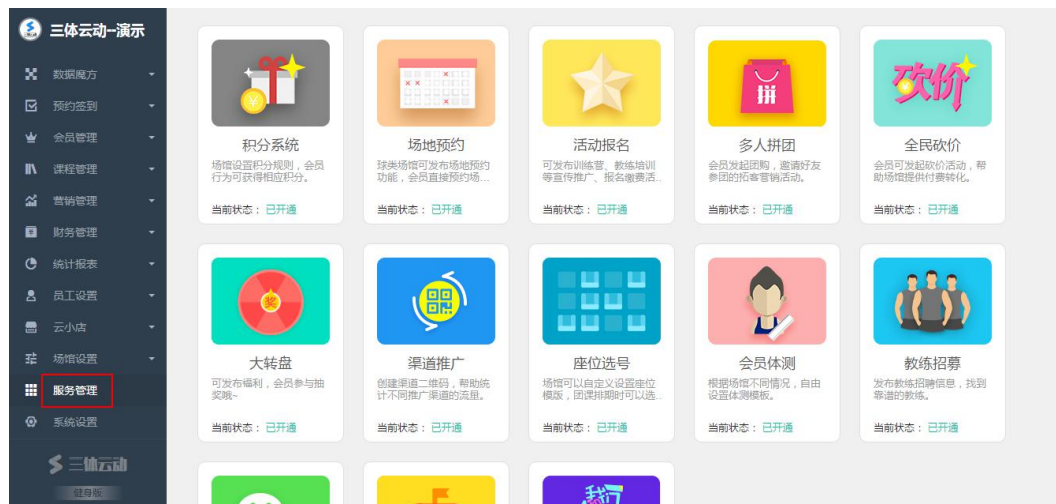 三体云动-演示
数据魔方
预约签到
会员管理
课程管理
营销管理
财务管理
统计报表
员工设置
云小店
场馆设置
服务管理
系统设置
三体云动
健身版
积分系统
场馆设置积分规则，会员
行为可获得相应积分。
当前状态： 已开通
场地预约
球类场馆可发布场地预约
功能，会员直接预约场...
当前状态： 已开通
活动报名
可发布训练营、教练培训
等宣传推广、报名缴费活...
当前状态： 已开通
拼
多人拼团
会员发起团购，邀请好友
参团的拓客营销活动。
当前状态： 已开通
砍价
全民砍价
会员可发起砍价活动，帮
助场馆提供付费转化。
当前状态： 已开通
奖
大转盘
可发布福利，会员参与抽
奖哦~
当前状态： 已开通
渠道推广
创建渠道二维码，帮助统
计不同推广渠道的流量。
当前状态： 已开通
座位选号
场馆可以自定义设置座位
模版，团课排期时可以选...
当前状态： 已开通
会员体测
根据场馆不同情况，自由
设置体测模板。
当前状态： 已开通
教练招募
发布教练招聘信息，找到
靠谱的教练。
当前状态： 已开通